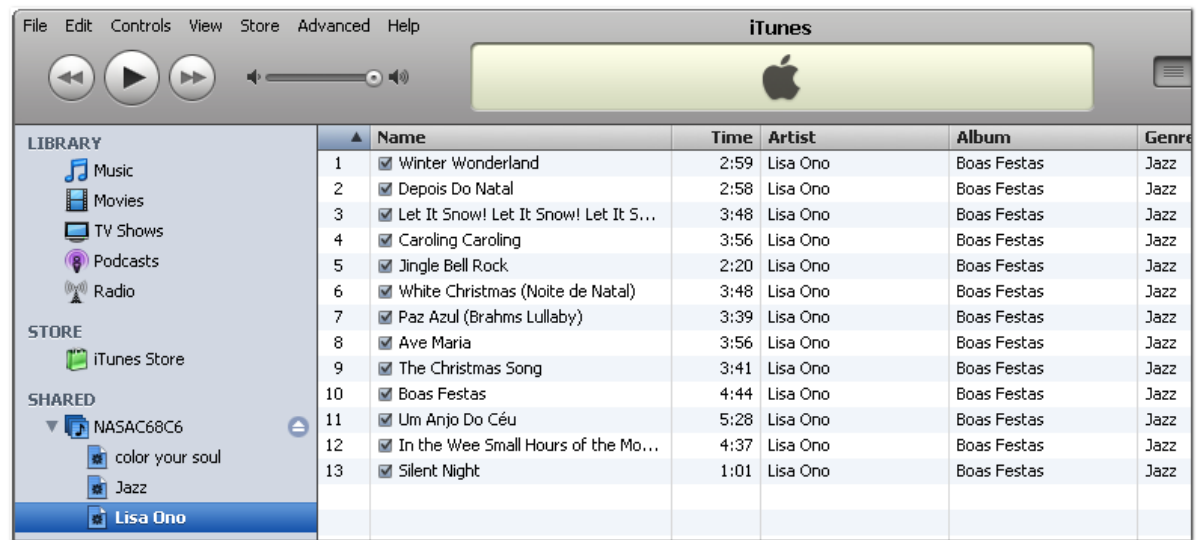 File Edit Controls View Store Advanced Help
iTunes
LIBRARY
Music
Movies
TV Shows
Podcasts
Radio
STORE
iTunes Store
SHARED
NASAC68C6
color your soul
Jazz
Lisa Ono
Name Time Artist Album Genre
1 Winter Wonderland 2:59 Lisa Ono Boas Festas Jazz
2 Depois Do Natal 2:58 Lisa Ono Boas Festas Jazz
3 Let It Snow! Let It Snow! Let It S... 3:48 Lisa Ono Boas Festas Jazz
4 Caroling Caroling 3:56 Lisa Ono Boas Festas Jazz
5 Jingle Bell Rock 2:20 Lisa Ono Boas Festas Jazz
6 White Christmas (Noite de Natal) 3:48 Lisa Ono Boas Festas Jazz
7 Paz Azul (Brahms Lullaby) 3:39 Lisa Ono Boas Festas Jazz
8 Ave Maria 3:56 Lisa Ono Boas Festas Jazz
9 The Christmas Song 3:41 Lisa Ono Boas Festas Jazz
10 Boas Festas 4:44 Lisa Ono Boas Festas Jazz
11 Um Anjo Do Céu 5:28 Lisa Ono Boas Festas Jazz
12 In the Wee Small Hours of the Mo... 4:37 Lisa Ono Boas Festas Jazz
13 Silent Night 1:01 Lisa Ono Boas Festas Jazz